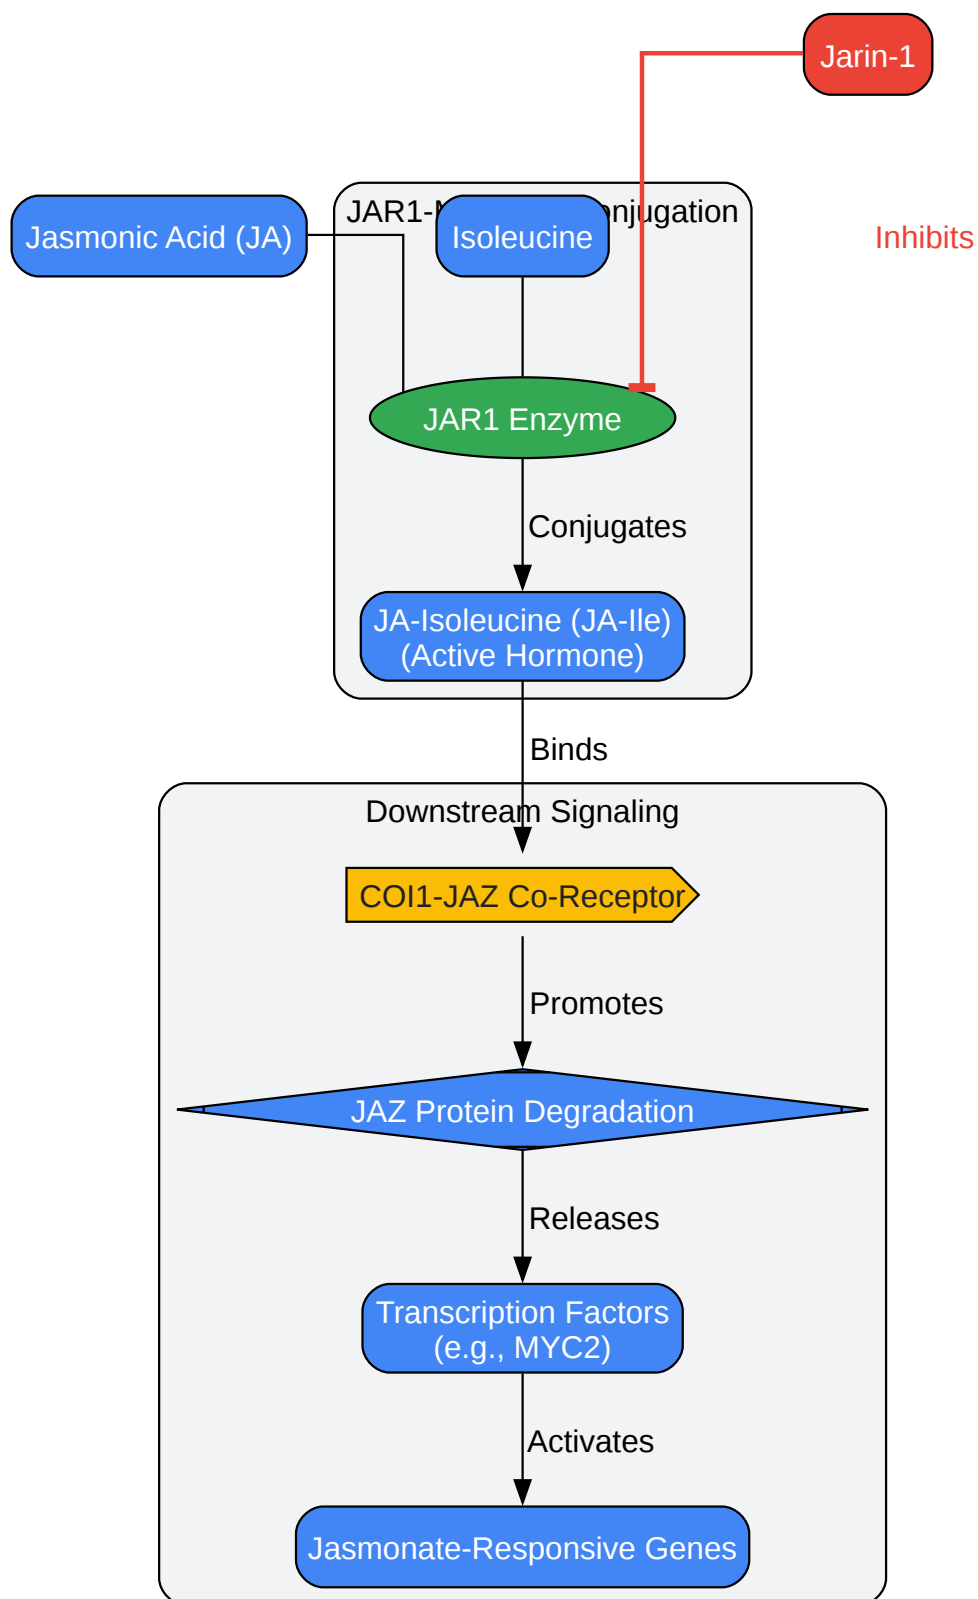 Jarin-1
JAR1-
onjugation
Jasmonic Acid (JA)
Isoleucine
Inhibits
JAR1 Enzyme
Conjugates
JA-Isoleucine (JA-Ile)
(Active Hormone)
Binds
Downstream Signaling
COI1-JAZ Co-Receptor
Promotes
JAZ Protein Degradation
Releases
Transcription Factors
(e.g., MYC2)
Activates
Jasmonate-Responsive Genes